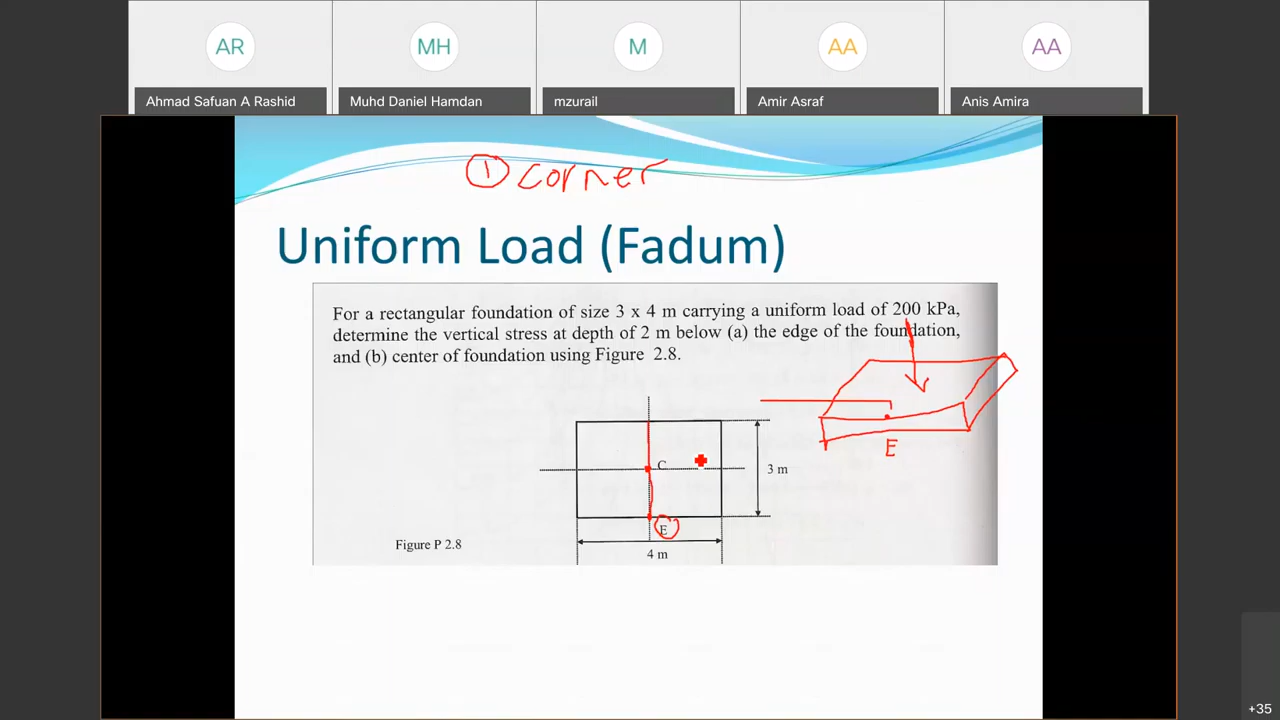 AR
MH
M
AA
AA
Ahmad Safuan A Rashid
Muhd Daniel Hamdan
mzurail
Amir Asraf
Anis Amira
① corner
Uniform Load (Fadum)
For a rectangular foundation of size 3 x 4 m carrying a uniform load of 200 kPa,
determine the vertical stress at depth of 2 m below (a) the edge of the foundation,
and (b) center of foundation using Figure 2.8.
C
3 m
E
E
Figure P 2.8
4 m
+35